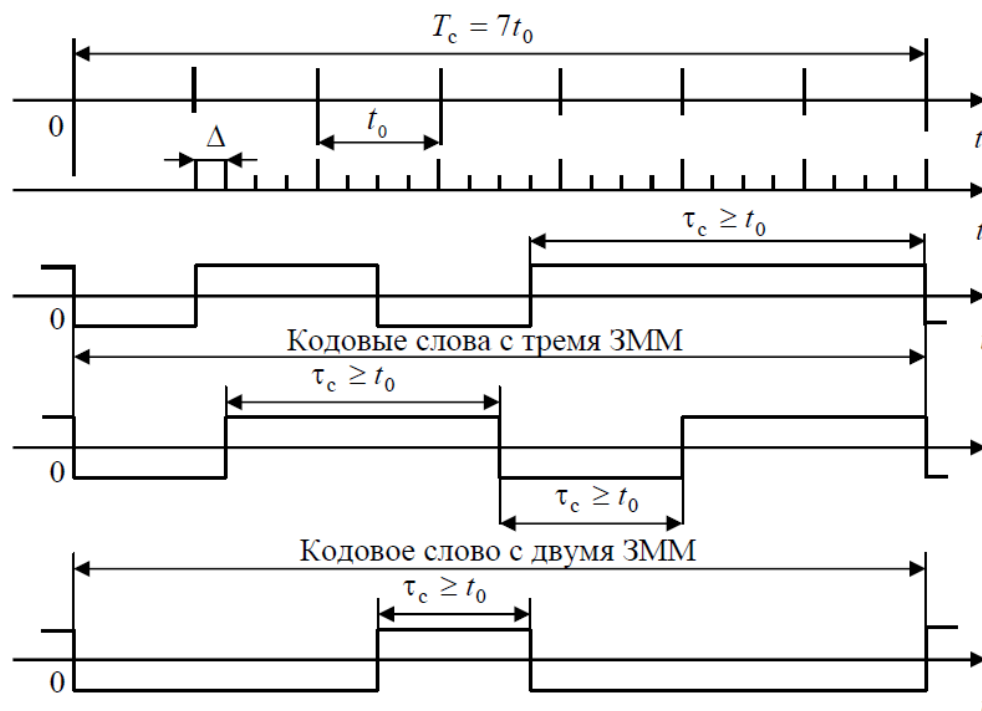 T_c = 7t_0
0
t_0
t
Δ
t
τ_c ≥ t_0
0
Кодовые слова с тремя ЗММ
τ_c ≥ t_0
0
τ_c ≥ t_0
Кодовое слово с двумя ЗММ
τ_c ≥ t_0
0